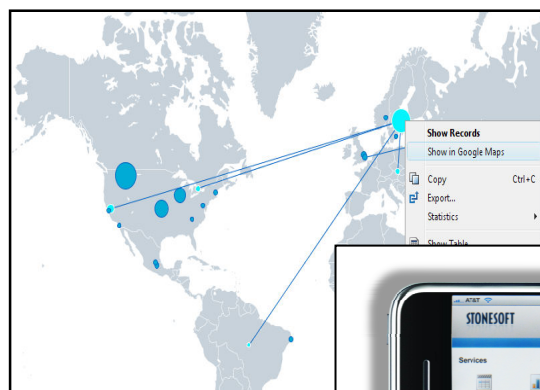 Show Records
Show in Google Maps
Copy Ctrl+C
Export...
Statistics
Show Table
AT&T
STONESOFT
Services